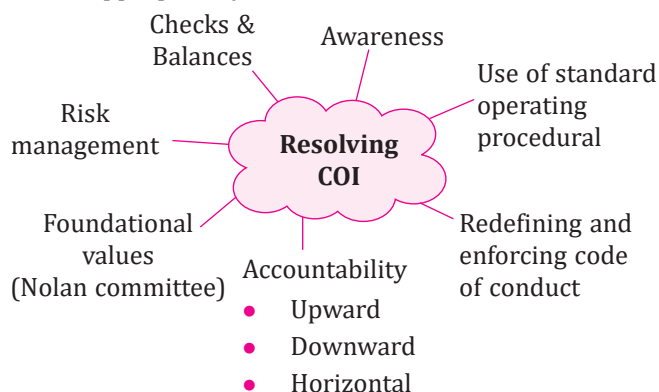 Checks &
Balances
Awareness
Use of standard
operating
procedural
Risk
management
Resolving
COI
Foundational
values
(Nolan committee)
Accountability
● Upward
● Downward
● Horizontal
Redefining and
enforcing code
of conduct